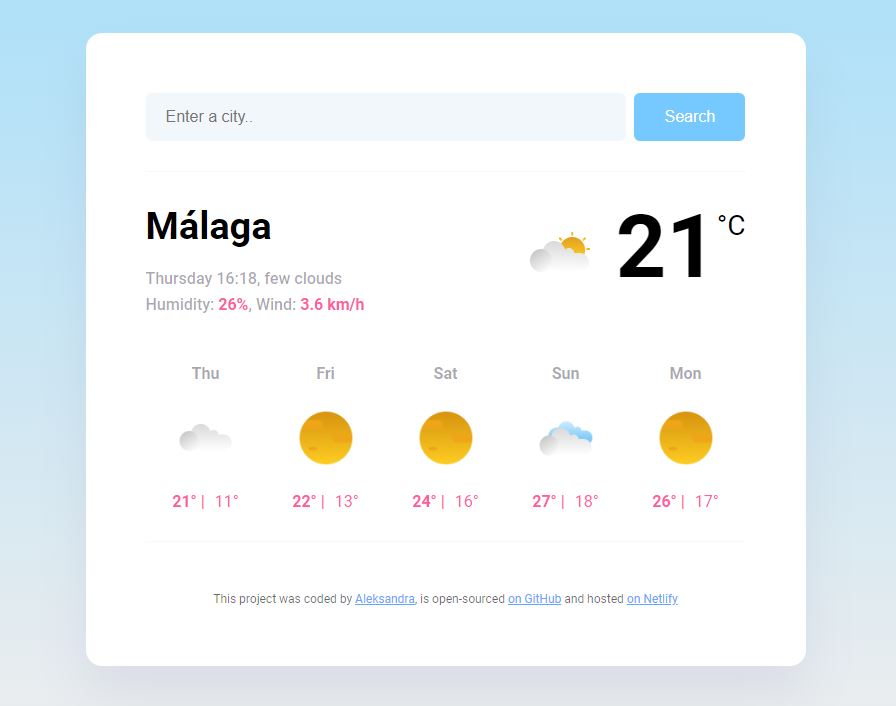 Enter a city..
Search
Málaga
21 °C
Thursday 16:18, few clouds
Humidity: 26%, Wind: 3.6 km/h
Thu Fri Sat Sun Mon
21° | 11° 22° | 13° 24° | 16° 27° | 18° 26° | 17°
This project was coded by Aleksandra, is open-sourced on GitHub and hosted on Netlify